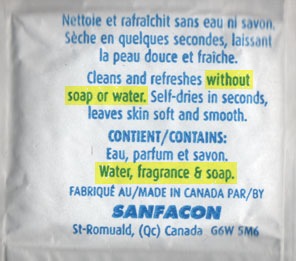 Nettoie et rafraîchit sans eau ni savon.
Sèche en quelques secondes, laissant
la peau douce et fraîche.
Cleans and refreshes without
soap or water. Self-dries in seconds,
leaves skin soft and smooth.
CONTIENT/CONTAINS:
Eau, parfum et savon.
Water, fragrance & soap.
FABRIQUÉ AU/MADE IN CANADA PAR/BY
SANFACON
St-Romuald, (Qc) Canada G6W 5M6